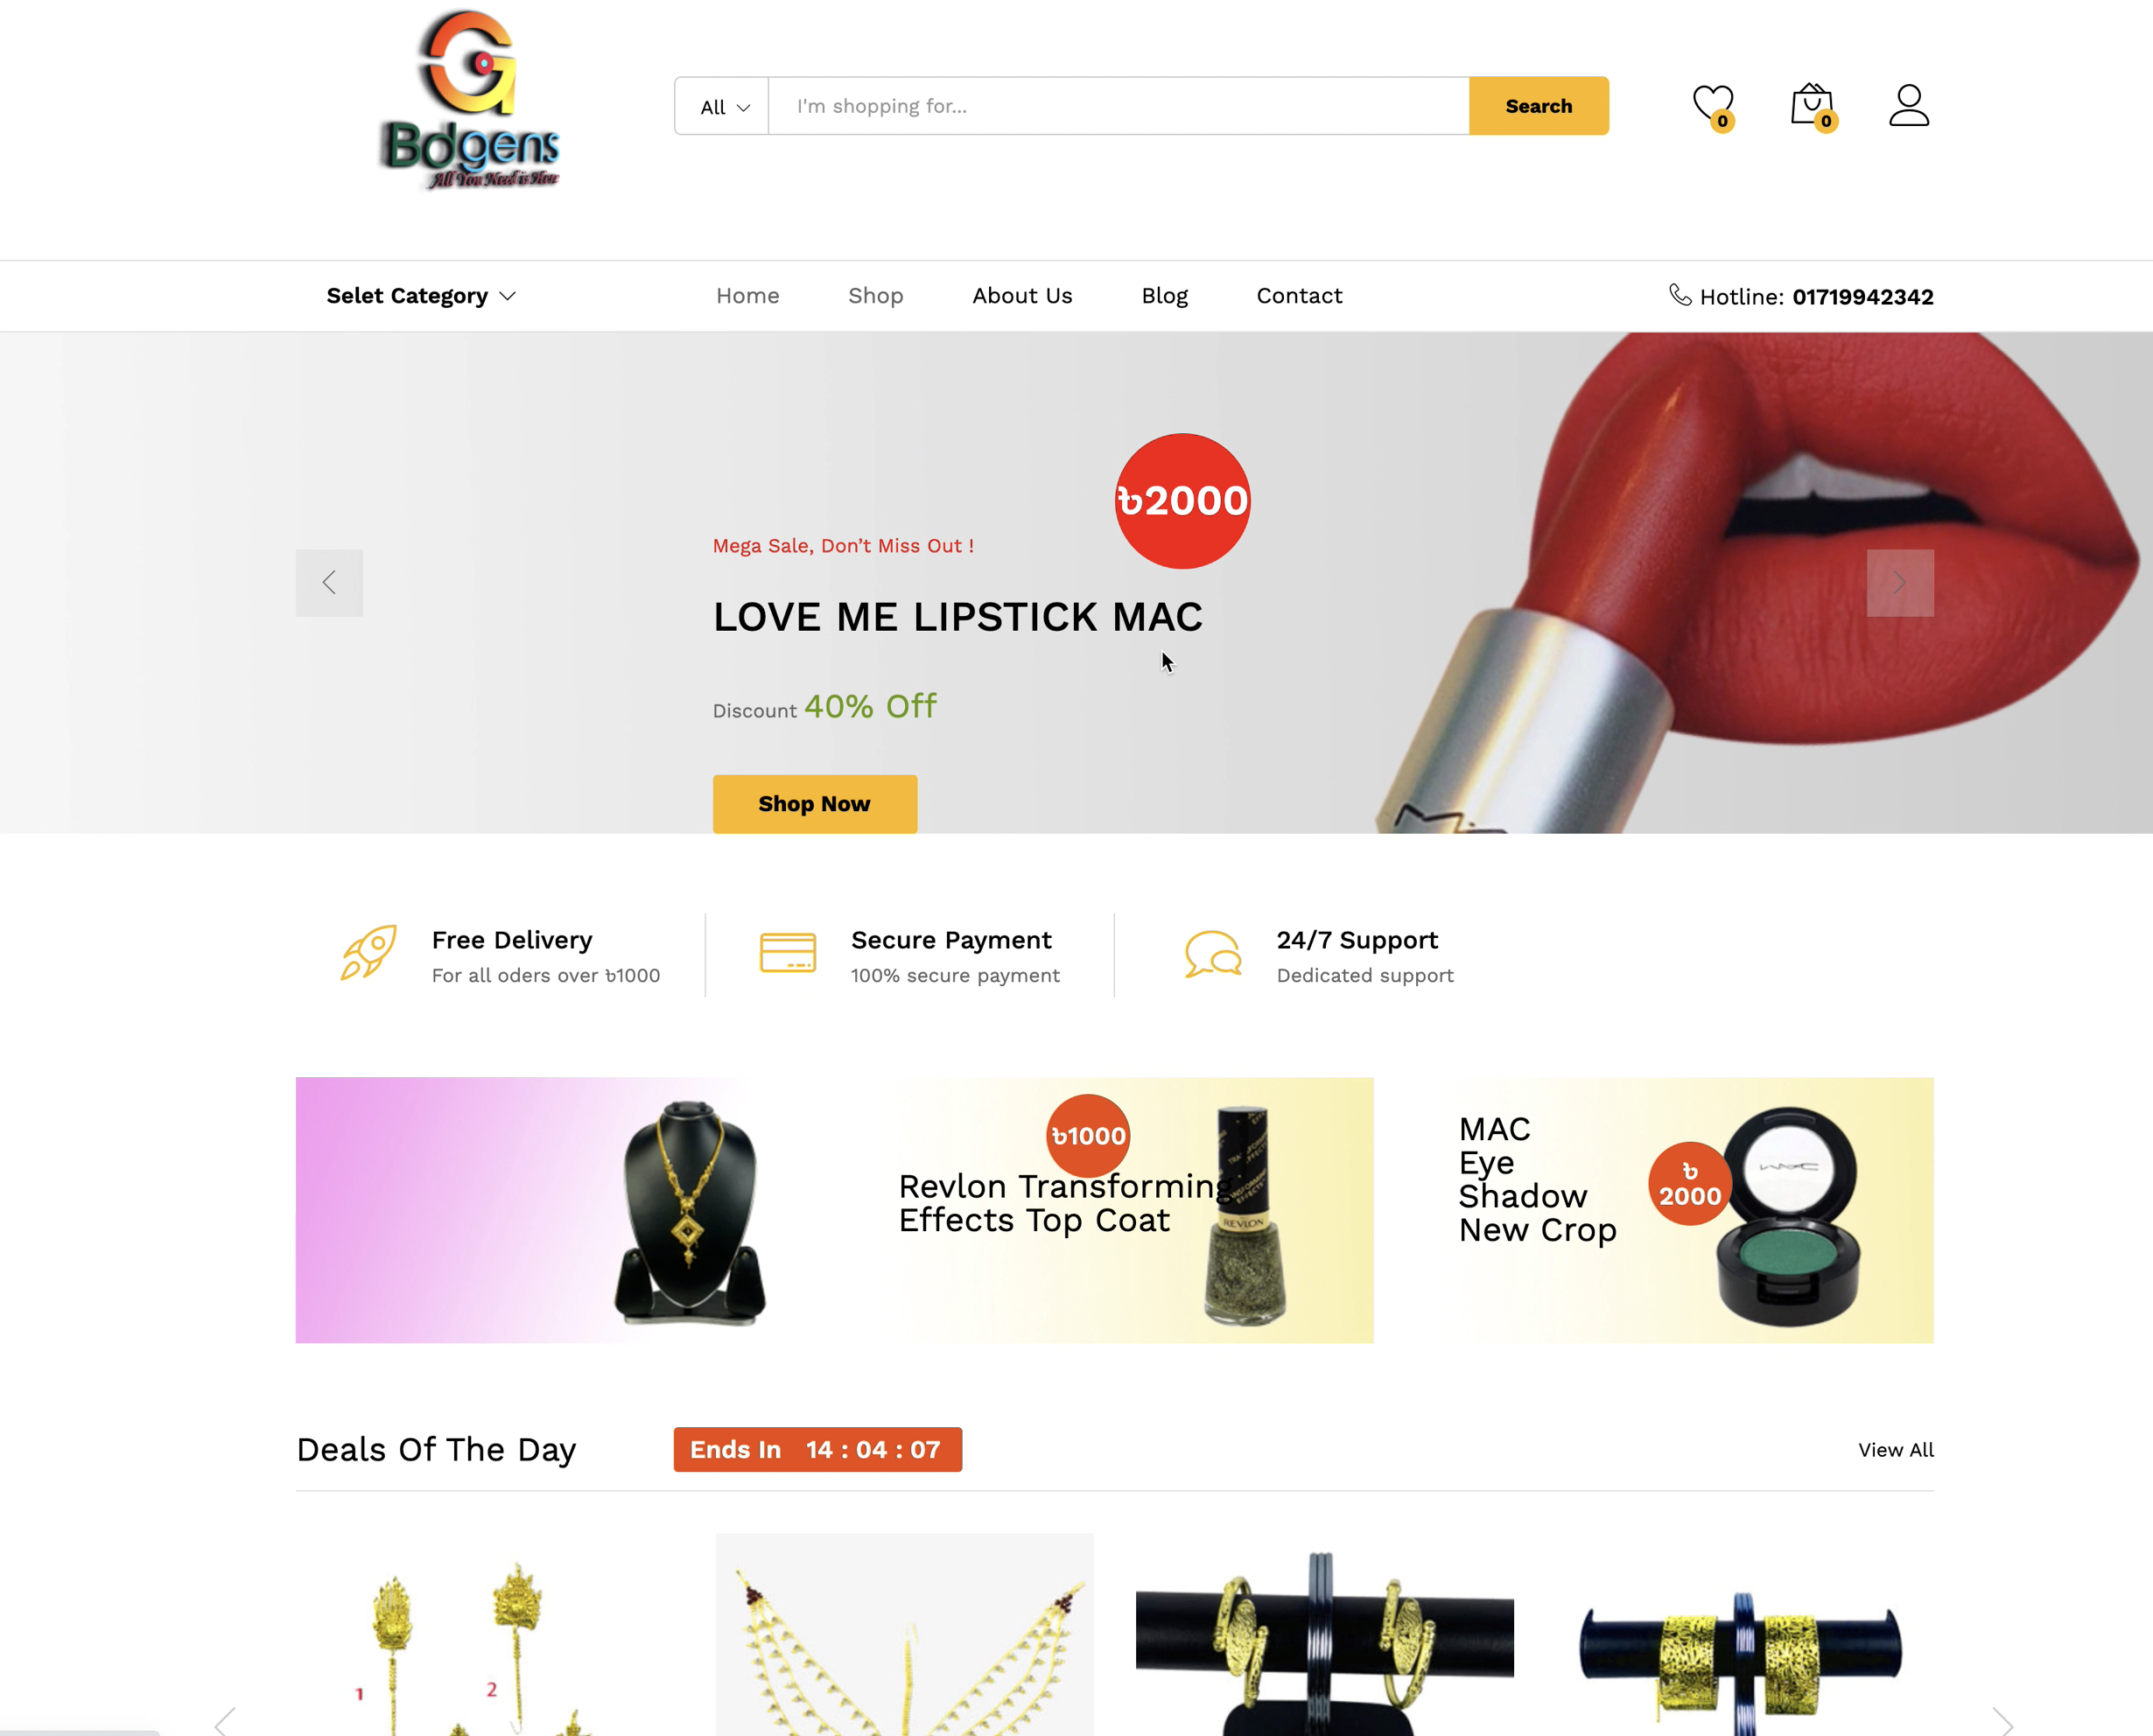 Bdgens
All You Need is Here
All
I'm shopping for...
Search
0
0
Selet Category
Home
Shop
About Us
Blog
Contact
Hotline: 01719942342
৳2000
Mega Sale, Don’t Miss Out !
LOVE ME LIPSTICK MAC
Discount 40% Off
Shop Now
Free Delivery
For all oders over ৳1000
Secure Payment
100% secure payment
24/7 Support
Dedicated support
৳1000
Revlon Transforming
Effects Top Coat
REVLON
MAC
Eye
Shadow
New Crop
৳
2000
MAC
Deals Of The Day
Ends In 14 : 04 : 07
View All
1
2